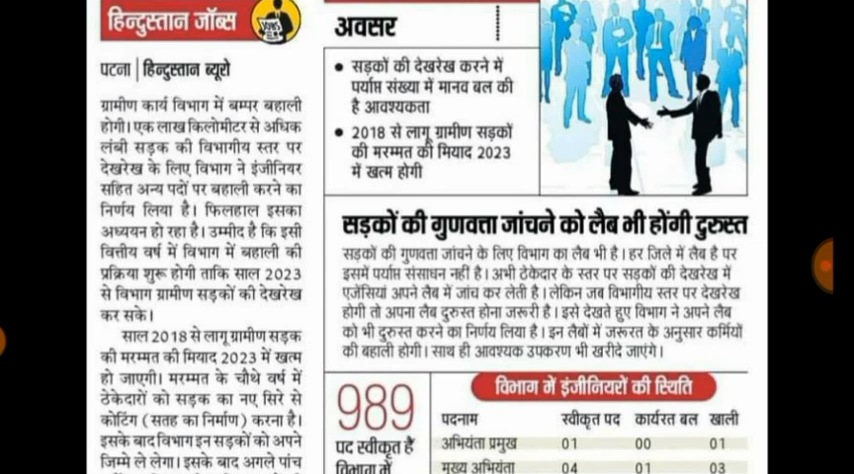 हिन्दुस्तान जॉब्स
JOBS
पटना | हिन्दुस्तान ब्यूरो
ग्रामीण कार्य विभाग में बम्पर बहाली
होगी। एक लाख किलोमीटर से अधिक
लंबी सड़क की विभागीय स्तर पर
देखरेख के लिए विभाग ने इंजीनियर
सहित अन्य पदों पर बहाली करने का
निर्णय लिया है। फिलहाल इसका
अध्ययन हो रहा है। उम्मीद है कि इसी
वित्तीय वर्ष में विभाग में बहाली की
प्रक्रिया शुरू होगी ताकि साल 2023
से विभाग ग्रामीण सड़कों की देखरेख
कर सके।
साल 2018 से लागू ग्रामीण सड़क
की मरम्मत की मियाद 2023 में खत्म
हो जाएगी। मरम्मत के चौथे वर्ष में
ठेकेदारों को सड़क का नए सिरे से
कोटिंग (सतह का निर्माण) करना है।
इसके बाद विभाग इन सड़कों को अपने
जिम्मे ले लेगा। इसके बाद अगले पांच
अवसर
● सड़कों की देखरेख करने में
पर्याप्त संख्या में मानव बल की
है आवश्यकता
● 2018 से लागू ग्रामीण सड़कों
की मरम्मत की मियाद 2023
में खत्म होगी
सड़कों की गुणवत्ता जांचने को लैब भी होंगी दुरुस्त
सड़कों की गुणवत्ता जांचने के लिए विभाग का लैब भी है। हर जिले में लैब है पर
इसमें पर्याप्त संसाधन नहीं है। अभी ठेकेदार के स्तर पर सड़कों की देखरेख में
एजेंसियां अपने लैब में जांच कर लेती है। लेकिन जब विभागीय स्तर पर देखरेख
होगी तो अपना लैब दुरुस्त होना जरूरी है। इसे देखते हुए विभाग ने अपने लैब
को भी दुरुस्त करने का निर्णय लिया है। इन लैबों में जरूरत के अनुसार कर्मियों
की बहाली होगी। साथ ही आवश्यक उपकरण भी खरीदे जाएंगे।
989
पद स्वीकृत हैं
विभाग में
विभाग में इंजीनियरों की स्थिति
पदनाम स्वीकृत पद कार्यरत बल खाली
अभियंता प्रमुख 01 00 01
मुख्य अभियंता 04 01 03